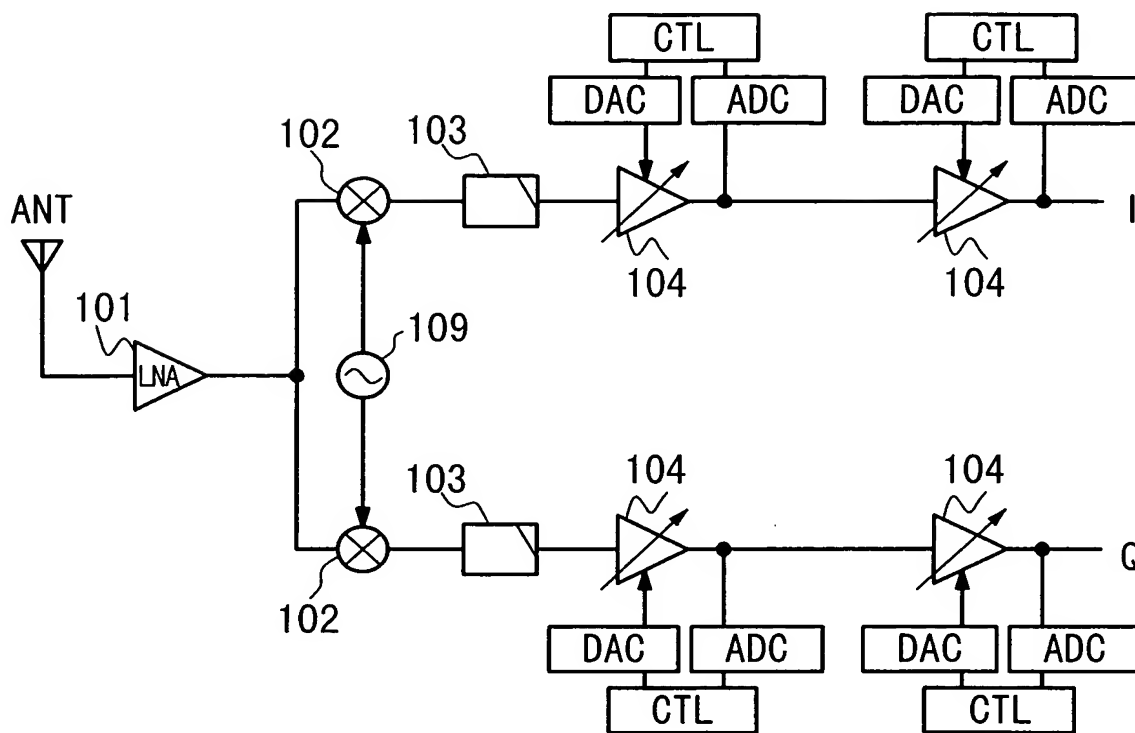 CTL CTL
DAC ADC DAC ADC
102 103
ANT I
104 104
101 109
LNA
103 104 104
Q
102
DAC ADC DAC ADC
CTL CTL